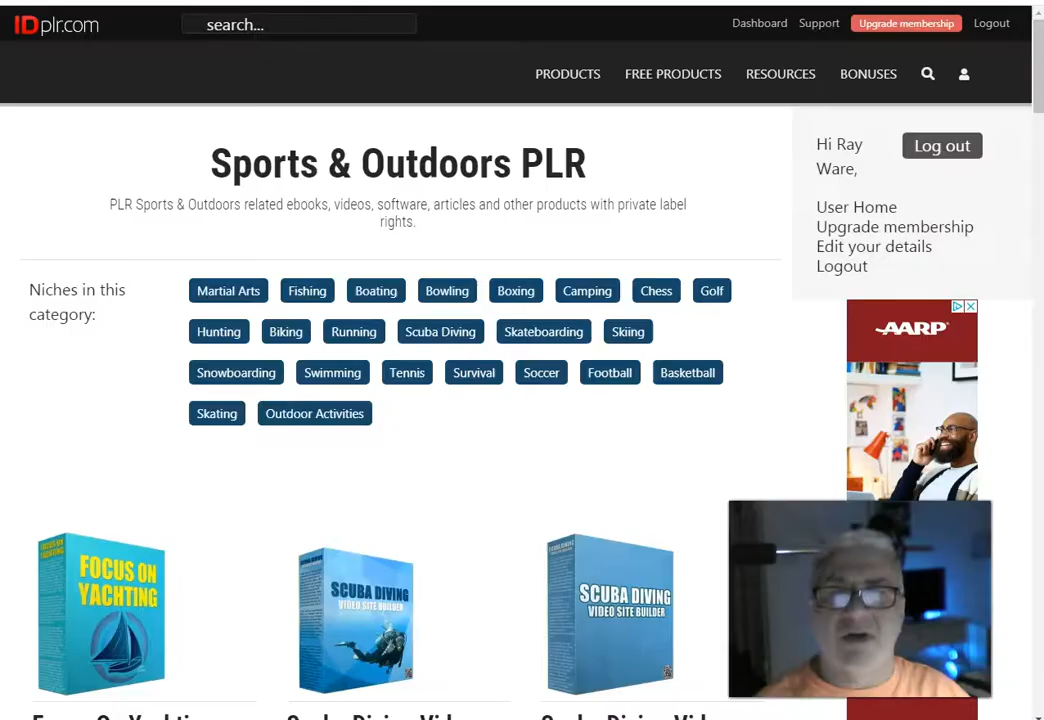 IDplr.com
search...
Dashboard Support Upgrade membership Logout
PRODUCTS FREE PRODUCTS RESOURCES BONUSES
Sports & Outdoors PLR
PLR Sports & Outdoors related ebooks, videos, software, articles and other products with private label
rights.
Hi Ray
Ware,
Log out
User Home
Upgrade membership
Edit your details
Logout
Niches in this
category:
Martial Arts Fishing Boating Bowling Boxing Camping Chess Golf
Hunting Biking Running Scuba Diving Skateboarding Skiing
Snowboarding Swimming Tennis Survival Soccer Football Basketball
Skating Outdoor Activities
AARP
FOCUS ON
YACHTING
SCUBA DIVING
VIDEO SITE BUILDER
SCUBA DIVING
VIDEO SITE BUILDER